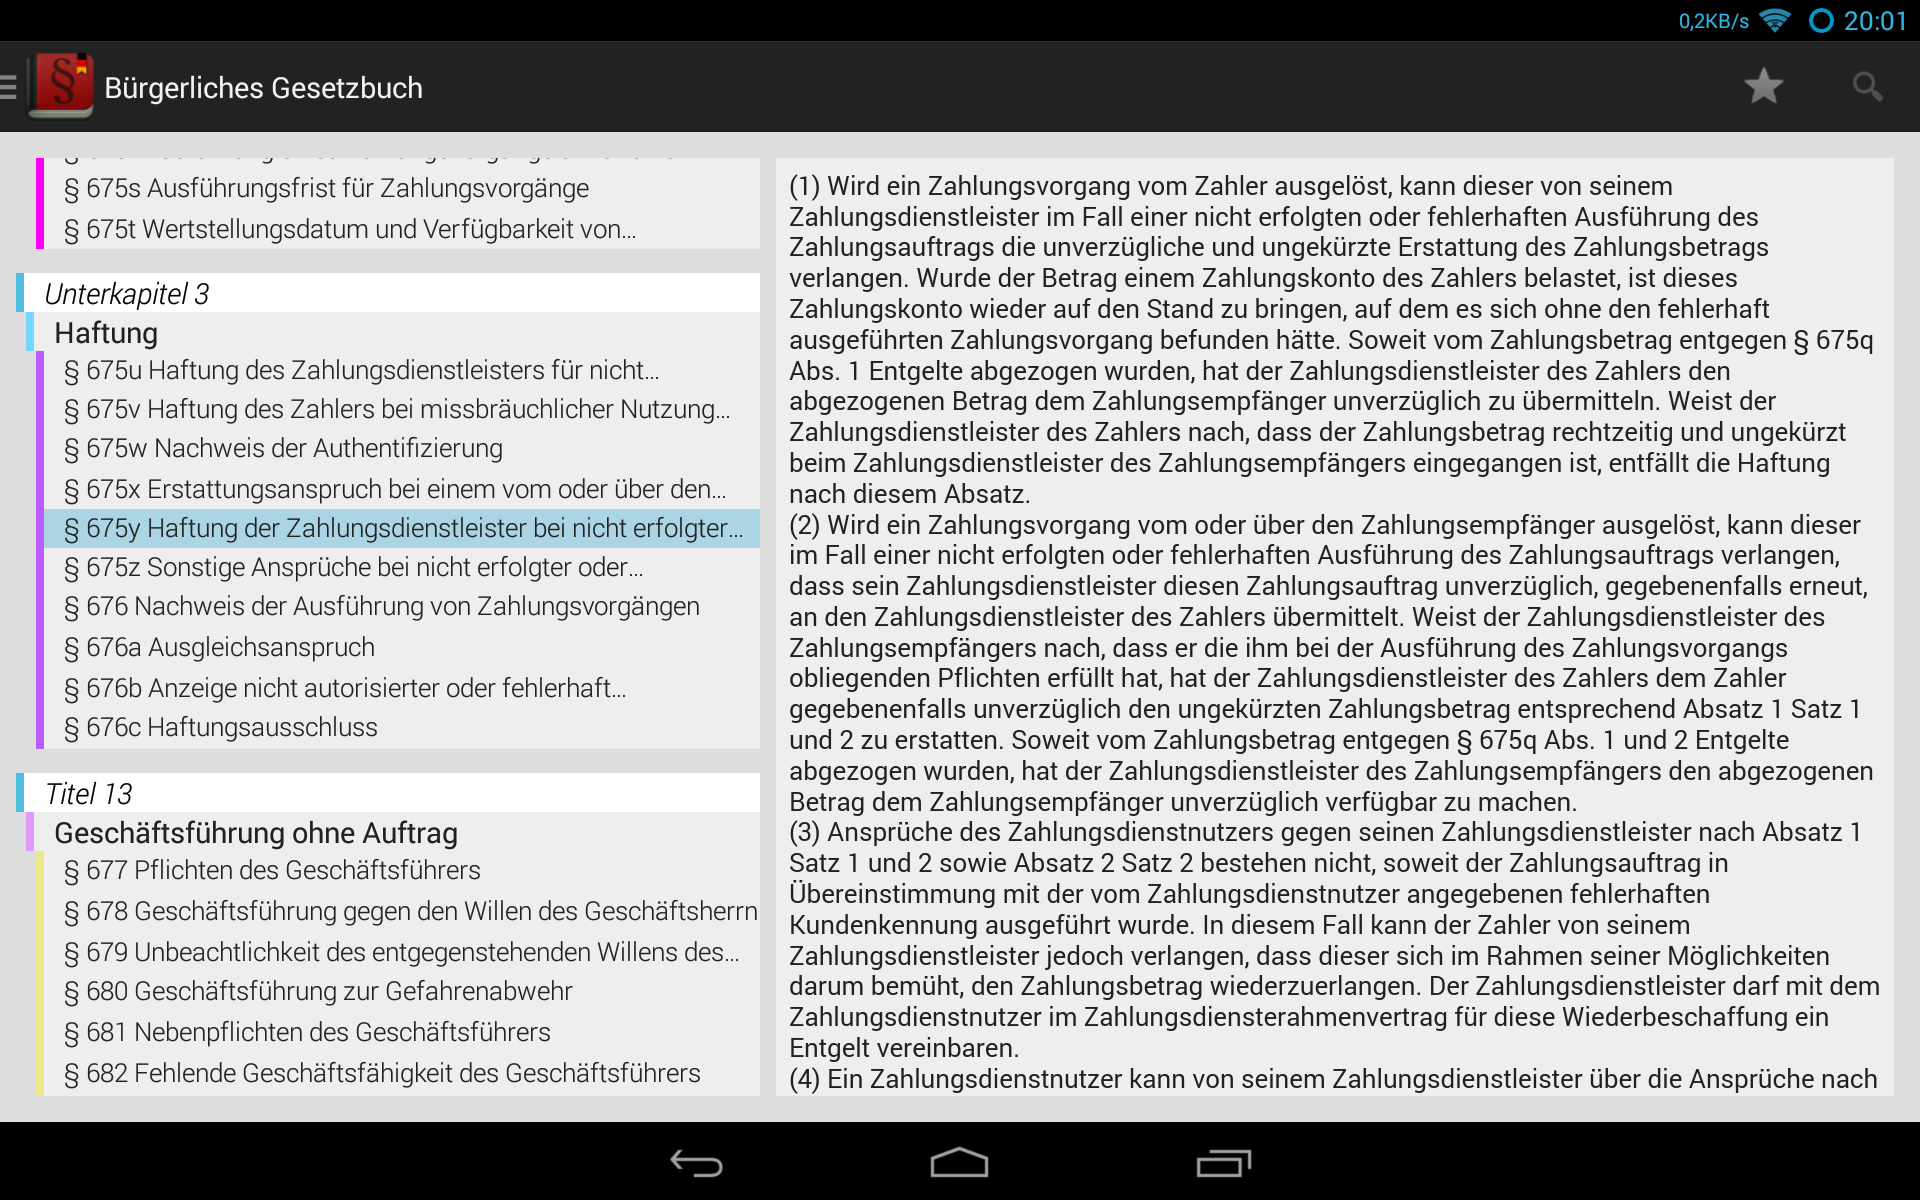 0,2KB/s 20:01
§ Bürgerliches Gesetzbuch
§ 675s Ausführungsfrist für Zahlungsvorgänge
§ 675t Wertstellungsdatum und Verfügbarkeit von...
Unterkapitel 3
Haftung
§ 675u Haftung des Zahlungsdienstleisters für nicht...
§ 675v Haftung des Zahlers bei missbräuchlicher Nutzung...
§ 675w Nachweis der Authentifizierung
§ 675x Erstattungsanspruch bei einem vom oder über den...
§ 675y Haftung der Zahlungsdienstleister bei nicht erfolgter...
§ 675z Sonstige Ansprüche bei nicht erfolgter oder...
§ 676 Nachweis der Ausführung von Zahlungsvorgängen
§ 676a Ausgleichsanspruch
§ 676b Anzeige nicht autorisierter oder fehlerhaft...
§ 676c Haftungsausschluss
Titel 13
Geschäftsführung ohne Auftrag
§ 677 Pflichten des Geschäftsführers
§ 678 Geschäftsführung gegen den Willen des Geschäftsherrn
§ 679 Unbeachtlichkeit des entgegenstehenden Willens des...
§ 680 Geschäftsführung zur Gefahrenabwehr
§ 681 Nebenpflichten des Geschäftsführers
§ 682 Fehlende Geschäftsfähigkeit des Geschäftsführers
(1) Wird ein Zahlungsvorgang vom Zahler ausgelöst, kann dieser von seinem
Zahlungsdienstleister im Fall einer nicht erfolgten oder fehlerhaften Ausführung des
Zahlungsauftrags die unverzügliche und ungekürzte Erstattung des Zahlungsbetrags
verlangen. Wurde der Betrag einem Zahlungskonto des Zahlers belastet, ist dieses
Zahlungskonto wieder auf den Stand zu bringen, auf dem es sich ohne den fehlerhaft
ausgeführten Zahlungsvorgang befunden hätte. Soweit vom Zahlungsbetrag entgegen § 675q
Abs. 1 Entgelte abgezogen wurden, hat der Zahlungsdienstleister des Zahlers den
abgezogenen Betrag dem Zahlungsempfänger unverzüglich zu übermitteln. Weist der
Zahlungsdienstleister des Zahlers nach, dass der Zahlungsbetrag rechtzeitig und ungekürzt
beim Zahlungsdienstleister des Zahlungsempfängers eingegangen ist, entfällt die Haftung
nach diesem Absatz.
(2) Wird ein Zahlungsvorgang vom oder über den Zahlungsempfänger ausgelöst, kann dieser
im Fall einer nicht erfolgten oder fehlerhaften Ausführung des Zahlungsauftrags verlangen,
dass sein Zahlungsdienstleister diesen Zahlungsauftrag unverzüglich, gegebenenfalls erneut,
an den Zahlungsdienstleister des Zahlers übermittelt. Weist der Zahlungsdienstleister des
Zahlungsempfängers nach, dass er die ihm bei der Ausführung des Zahlungsvorgangs
obliegenden Pflichten erfüllt hat, hat der Zahlungsdienstleister des Zahlers dem Zahler
gegebenenfalls unverzüglich den ungekürzten Zahlungsbetrag entsprechend Absatz 1 Satz 1
und 2 zu erstatten. Soweit vom Zahlungsbetrag entgegen § 675q Abs. 1 und 2 Entgelte
abgezogen wurden, hat der Zahlungsdienstleister des Zahlungsempfängers den abgezogenen
Betrag dem Zahlungsempfänger unverzüglich verfügbar zu machen.
(3) Ansprüche des Zahlungsdienstnutzers gegen seinen Zahlungsdienstleister nach Absatz 1
Satz 1 und 2 sowie Absatz 2 Satz 2 bestehen nicht, soweit der Zahlungsauftrag in
Übereinstimmung mit der vom Zahlungsdienstnutzer angegebenen fehlerhaften
Kundenkennung ausgeführt wurde. In diesem Fall kann der Zahler von seinem
Zahlungsdienstleister jedoch verlangen, dass dieser sich im Rahmen seiner Möglichkeiten
darum bemüht, den Zahlungsbetrag wiederzuerlangen. Der Zahlungsdienstleister darf mit dem
Zahlungsdienstnutzer im Zahlungsdiensterahmenvertrag für diese Wiederbeschaffung ein
Entgelt vereinbaren.
(4) Ein Zahlungsdienstnutzer kann von seinem Zahlungsdienstleister über die Ansprüche nach